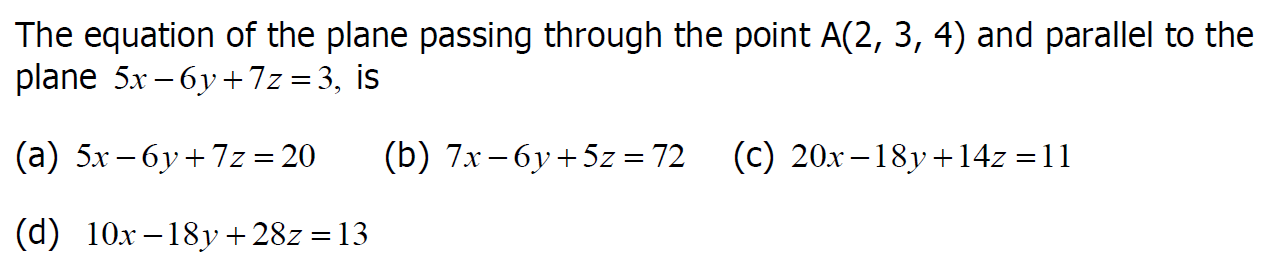 The equation of the plane passing through the point A(2, 3, 4) and parallel to the
plane 5x – 6y + 7z = 3, is
(a) 5x – 6y + 7z = 20 (b) 7x – 6y + 5z = 72 (c) 20x – 18y + 14z = 11
(d) 10x – 18y + 28z = 13